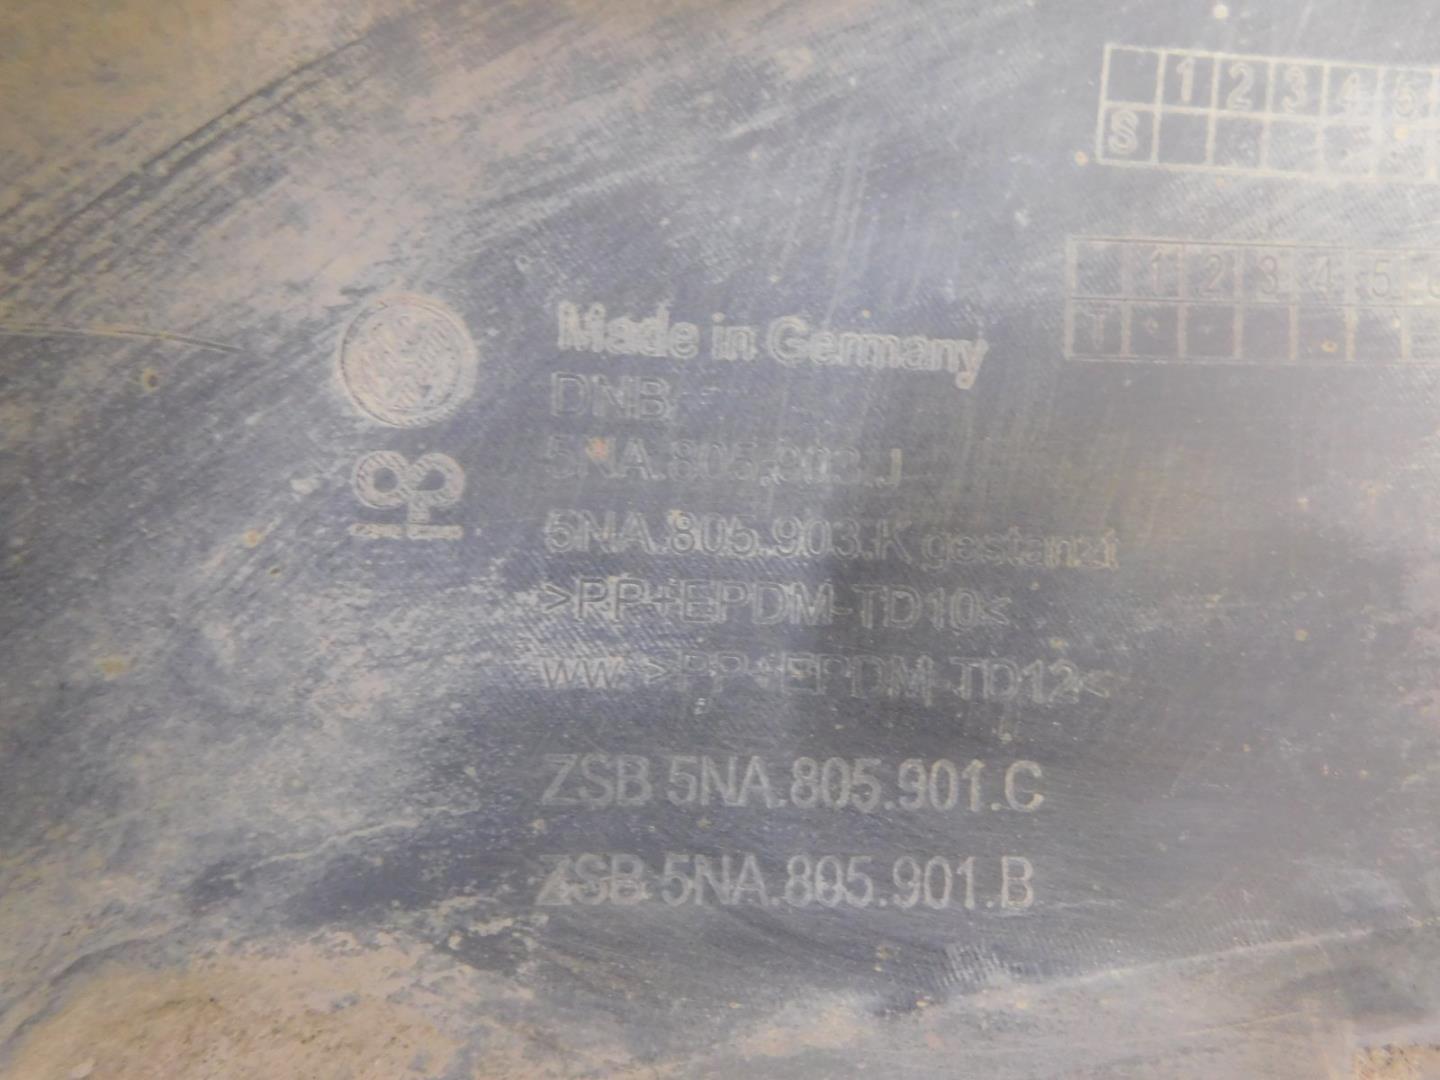 1 2 3 4 5
S
1 2 3 4 5
T
Made in Germany
DNB
5NA.805.903.J
5NA.805.903.K gestanzt
>PP+EPDM-TD10<
ww. >PP+EPDM-TD12<
ZSB 5NA.805.901.C
ZSB 5NA.805.901.B